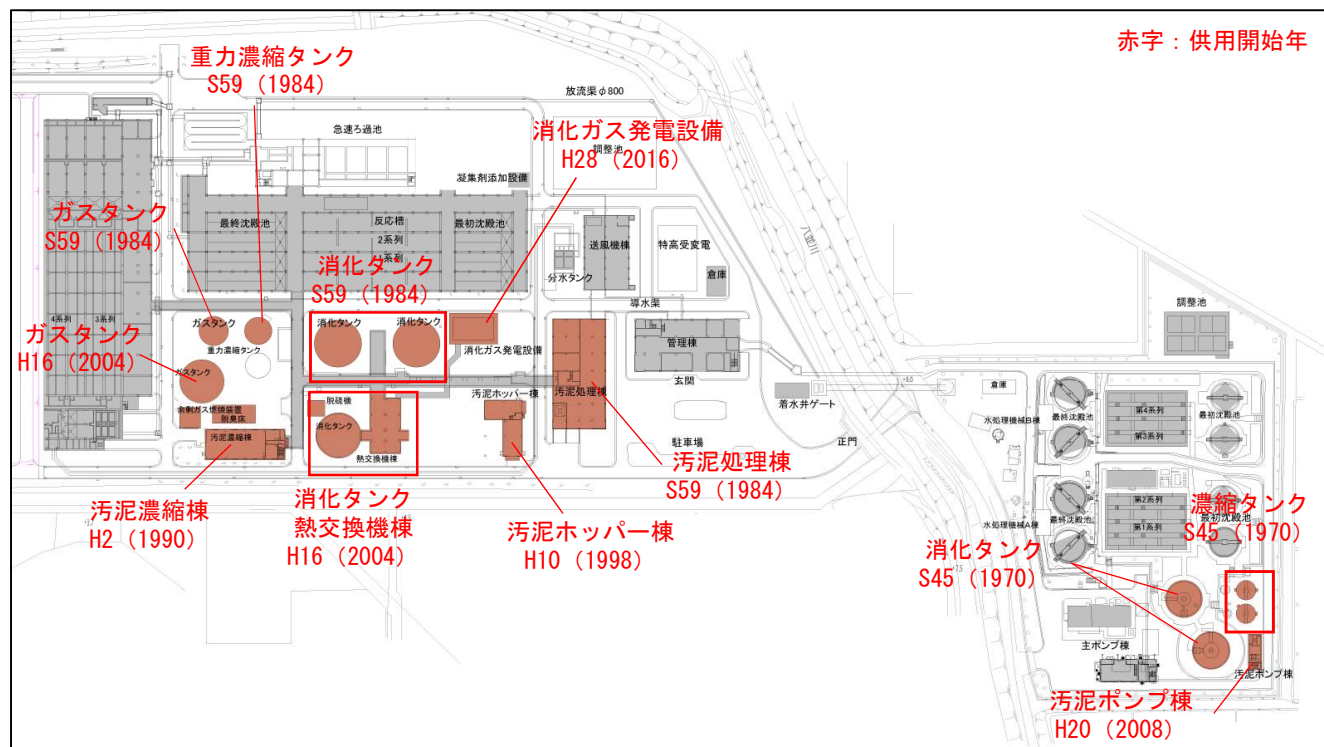 赤字：供用開始年
重力濃縮タンク
S59（1984）
放流渠φ800
急速ろ過池
消化ガス発電設備
H28（2016）
調整池
凝集剤添加設備
ガスタンク
S59（1984）
最終沈殿池
反応槽
2系列
1系列
最初沈殿池
送風機棟
特高受変電
分水タンク
倉庫
八並川
消化タンク
S59（1984）
導水渠
調整池
4系列
3系列
ガスタンク
重力濃縮タンク
消化タンク
消化タンク
消化ガス発電設備
管理棟
玄関
ガスタンク
H16（2004）
ガスタンク
余剰ガス燃焼装置
脱臭床
汚泥濃縮棟
脱硫機
消化タンク
熱交換機棟
汚泥ホッパー棟
汚泥処理棟
駐車場
着水井ゲート
正門
倉庫
水処理機械B棟
最終沈殿池
第4系列
第3系列
最初沈殿池
汚泥濃縮棟
H2（1990）
消化タンク
熱交換機棟
H16（2004）
汚泥ホッパー棟
H10（1998）
汚泥処理棟
S59（1984）
水処理機械A棟
最終沈殿池
第2系列
第1系列
最初沈殿池
濃縮タンク
S45（1970）
消化タンク
S45（1970）
主ポンプ棟
汚泥ポンプ棟
汚泥ポンプ棟
H20（2008）